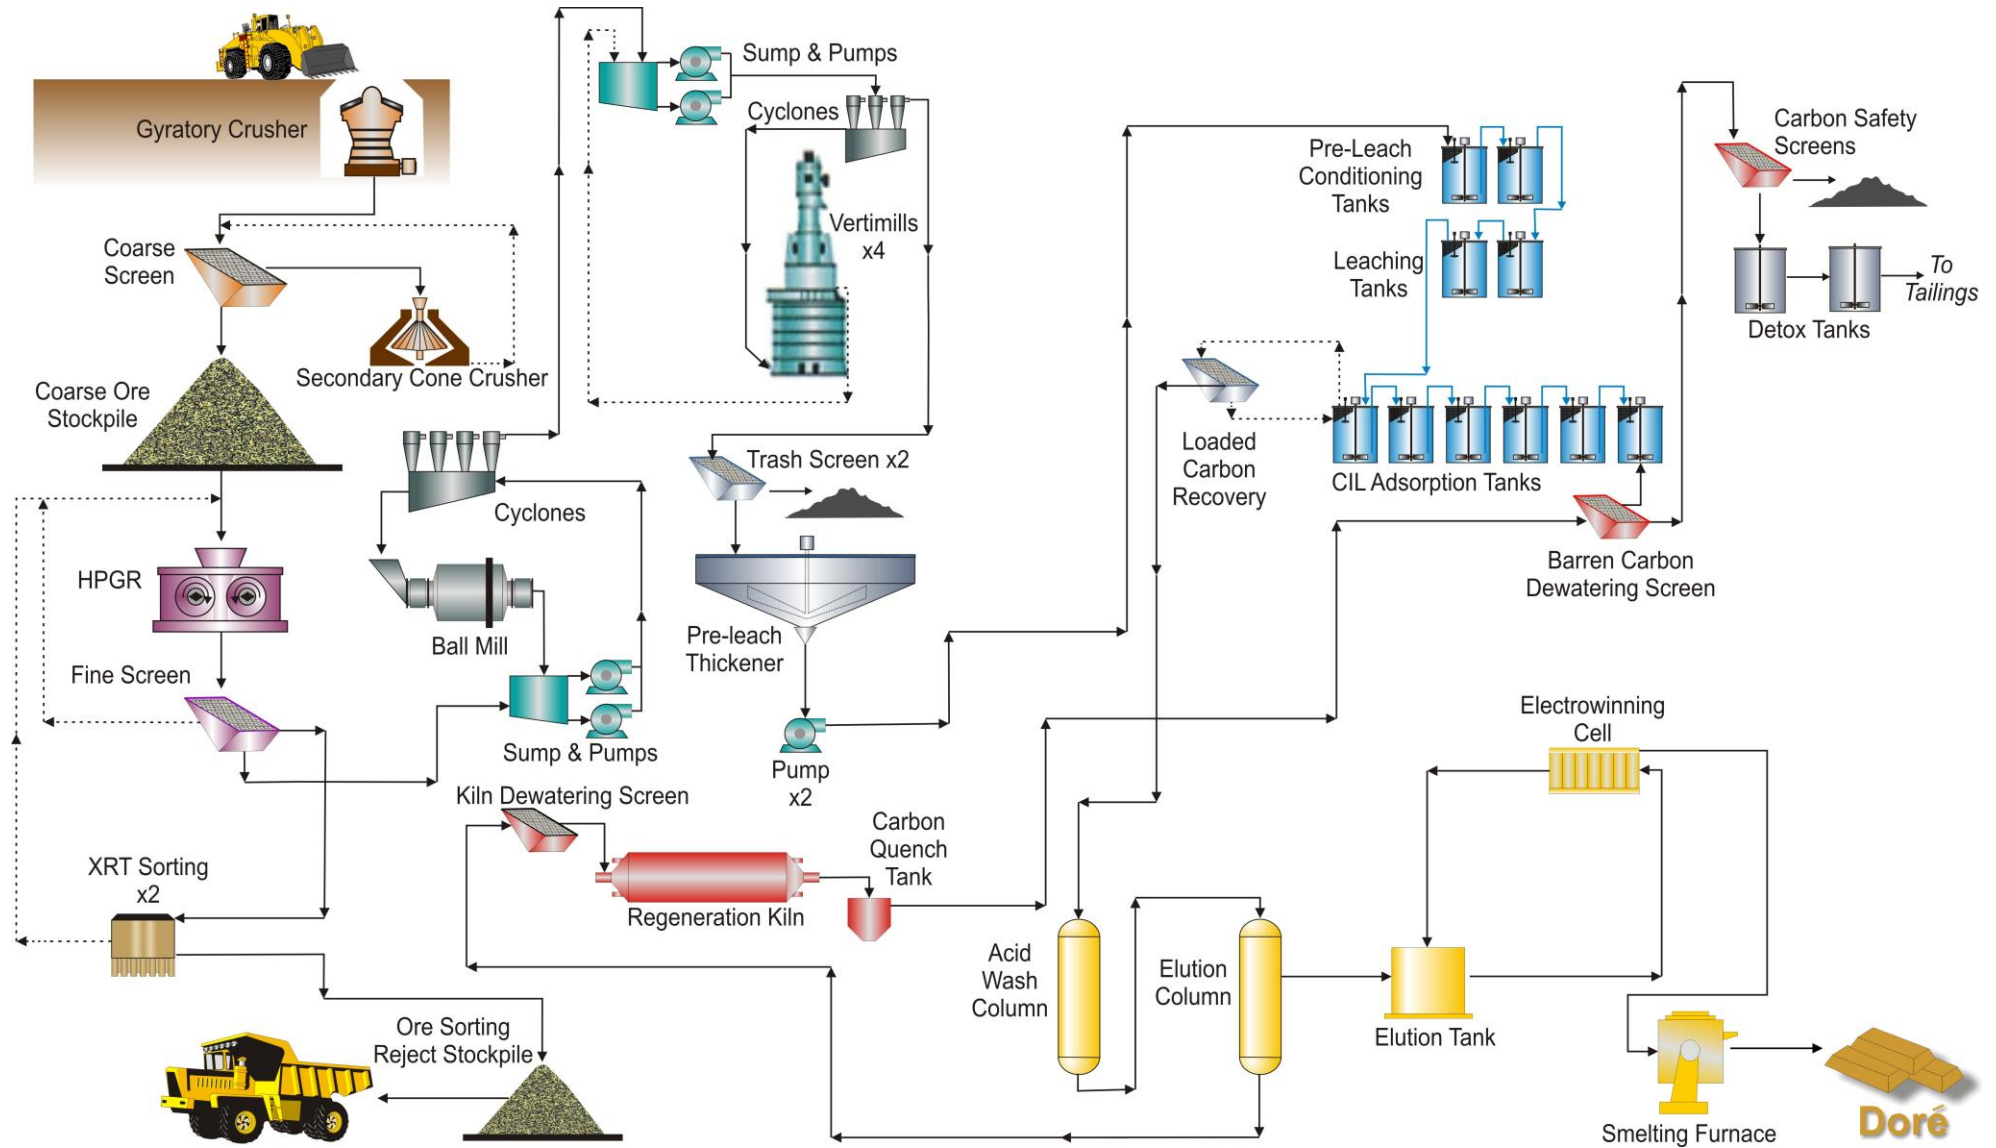 Gyratory Crusher
Coarse
Screen
Secondary Cone Crusher
Coarse Ore
Stockpile
HPGR
Fine Screen
XRT Sorting
x2
Ore Sorting
Reject Stockpile
Cyclones
Ball Mill
Sump & Pumps
Sump & Pumps
Cyclones
Vertimills
x4
Trash Screen x2
Pre-leach
Thickener
Pump
x2
Kiln Dewatering Screen
Regeneration Kiln
Carbon
Quench
Tank
Pre-Leach
Conditioning
Tanks
Leaching
Tanks
Loaded
Carbon
Recovery
CIL Adsorption Tanks
Barren Carbon
Dewatering Screen
Carbon Safety
Screens
Detox Tanks
To
Tailings
Acid
Wash
Column
Elution
Column
Elution Tank
Electrowinning
Cell
Smelting Furnace
Doré